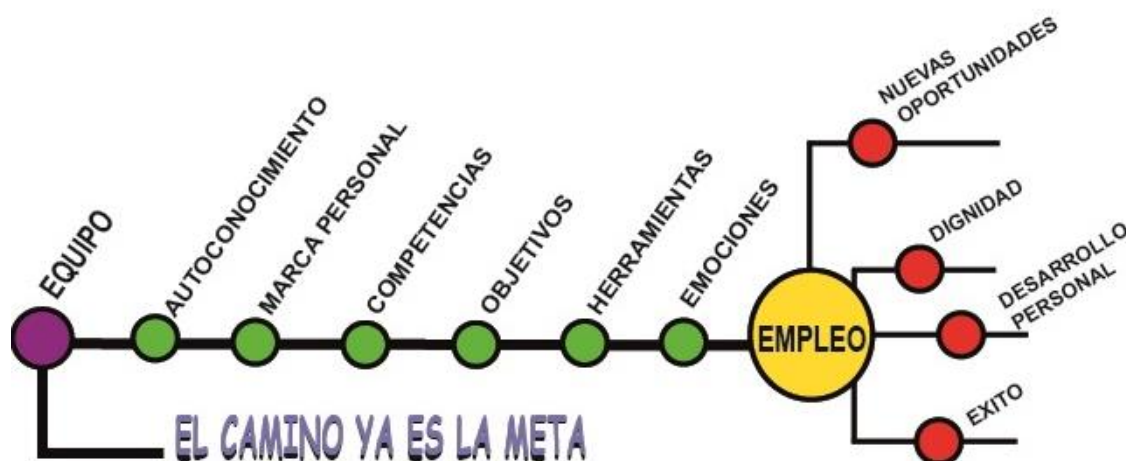 EQUIPO
AUTOCONOCIMIENTO
MARCA PERSONAL
COMPETENCIAS
OBJETIVOS
HERRAMIENTAS
EMOCIONES
EMPLEO
NUEVAS
OPORTUNIDADES
DIGNIDAD
DESARROLLO
PERSONAL
EXITO
EL CAMINO YA ES LA META